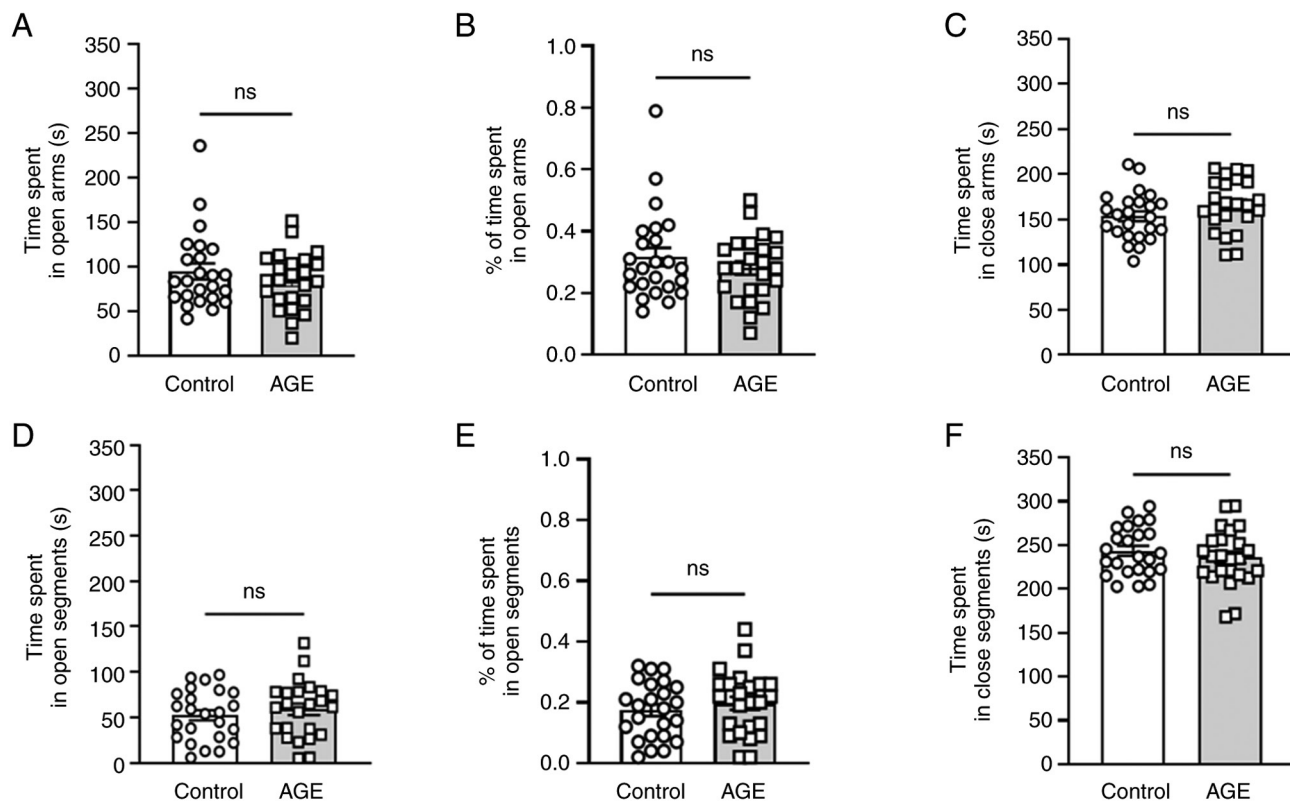 A
Time spent
in open arms (s)
350
300
250
200
150
100
50
0
ns
Control
AGE
B
% of time spent
in open arms
1.0
0.8
0.6
0.4
0.2
0.0
ns
Control
AGE
C
Time spent
in close arms (s)
350
300
250
200
150
100
50
0
ns
Control
AGE
D
Time spent
in open segments (s)
350
300
250
200
150
100
50
0
ns
Control
AGE
E
% of time spent
in open segments
1.0
0.8
0.6
0.4
0.2
0.0
ns
Control
AGE
F
Time spent
in close segments (s)
350
300
250
200
150
100
50
0
ns
Control
AGE